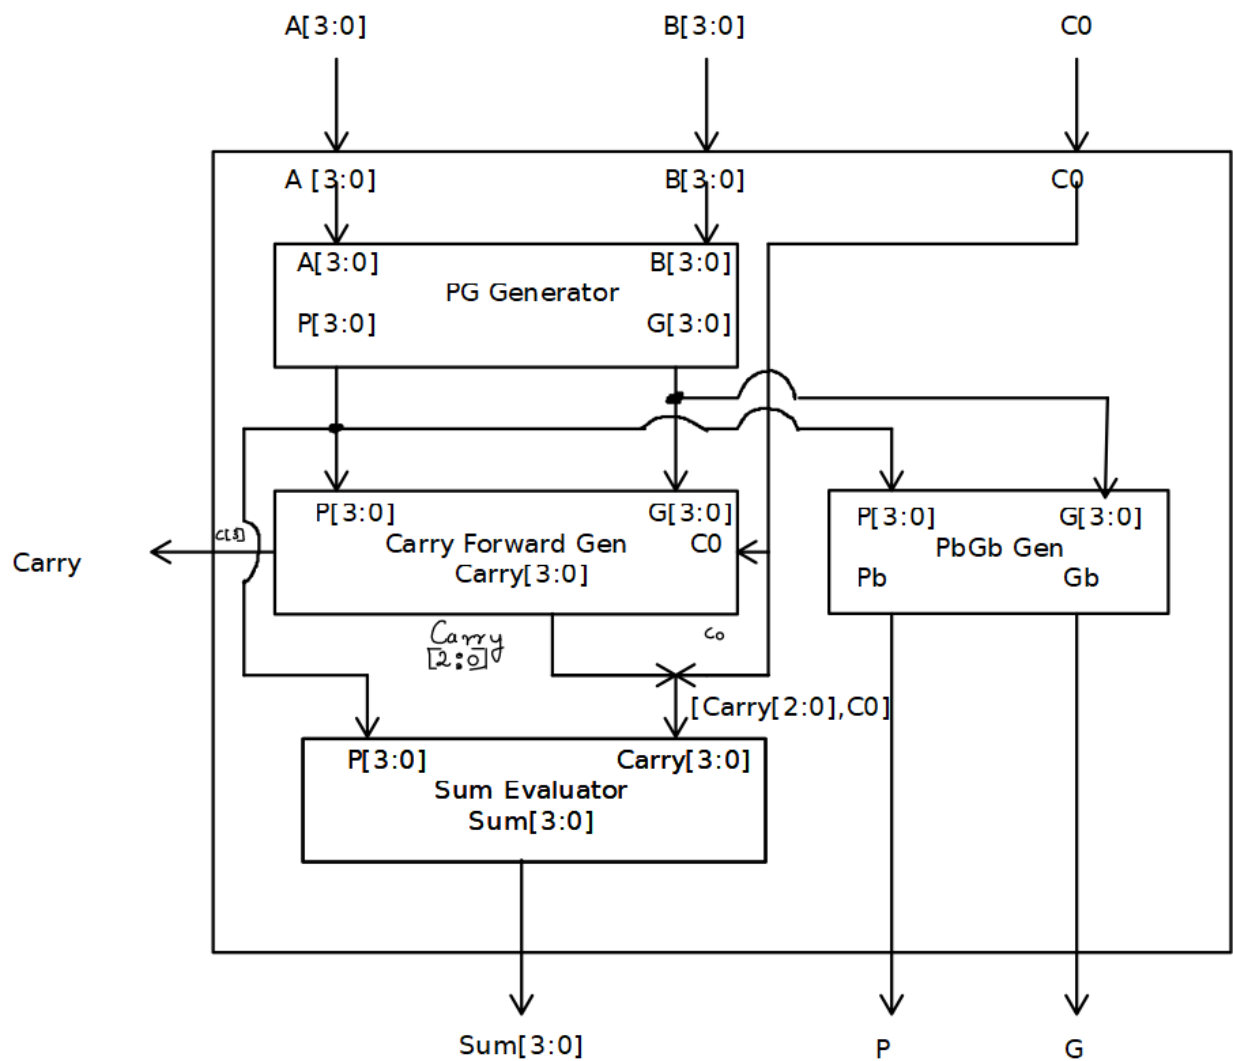 A[3:0] B[3:0] C0
A [3:0] B[3:0] C0
A[3:0] B[3:0]
PG Generator
P[3:0] G[3:0]
P[3:0] G[3:0]
P[3:0] G[3:0]
C[3]
Carry Forward Gen C0
PbGb Gen
Carry
Carry[3:0]
Pb Gb
Carry
[2:0]
C0
[Carry[2:0],C0]
P[3:0] Carry[3:0]
Sum Evaluator
Sum[3:0]
Sum[3:0] P G